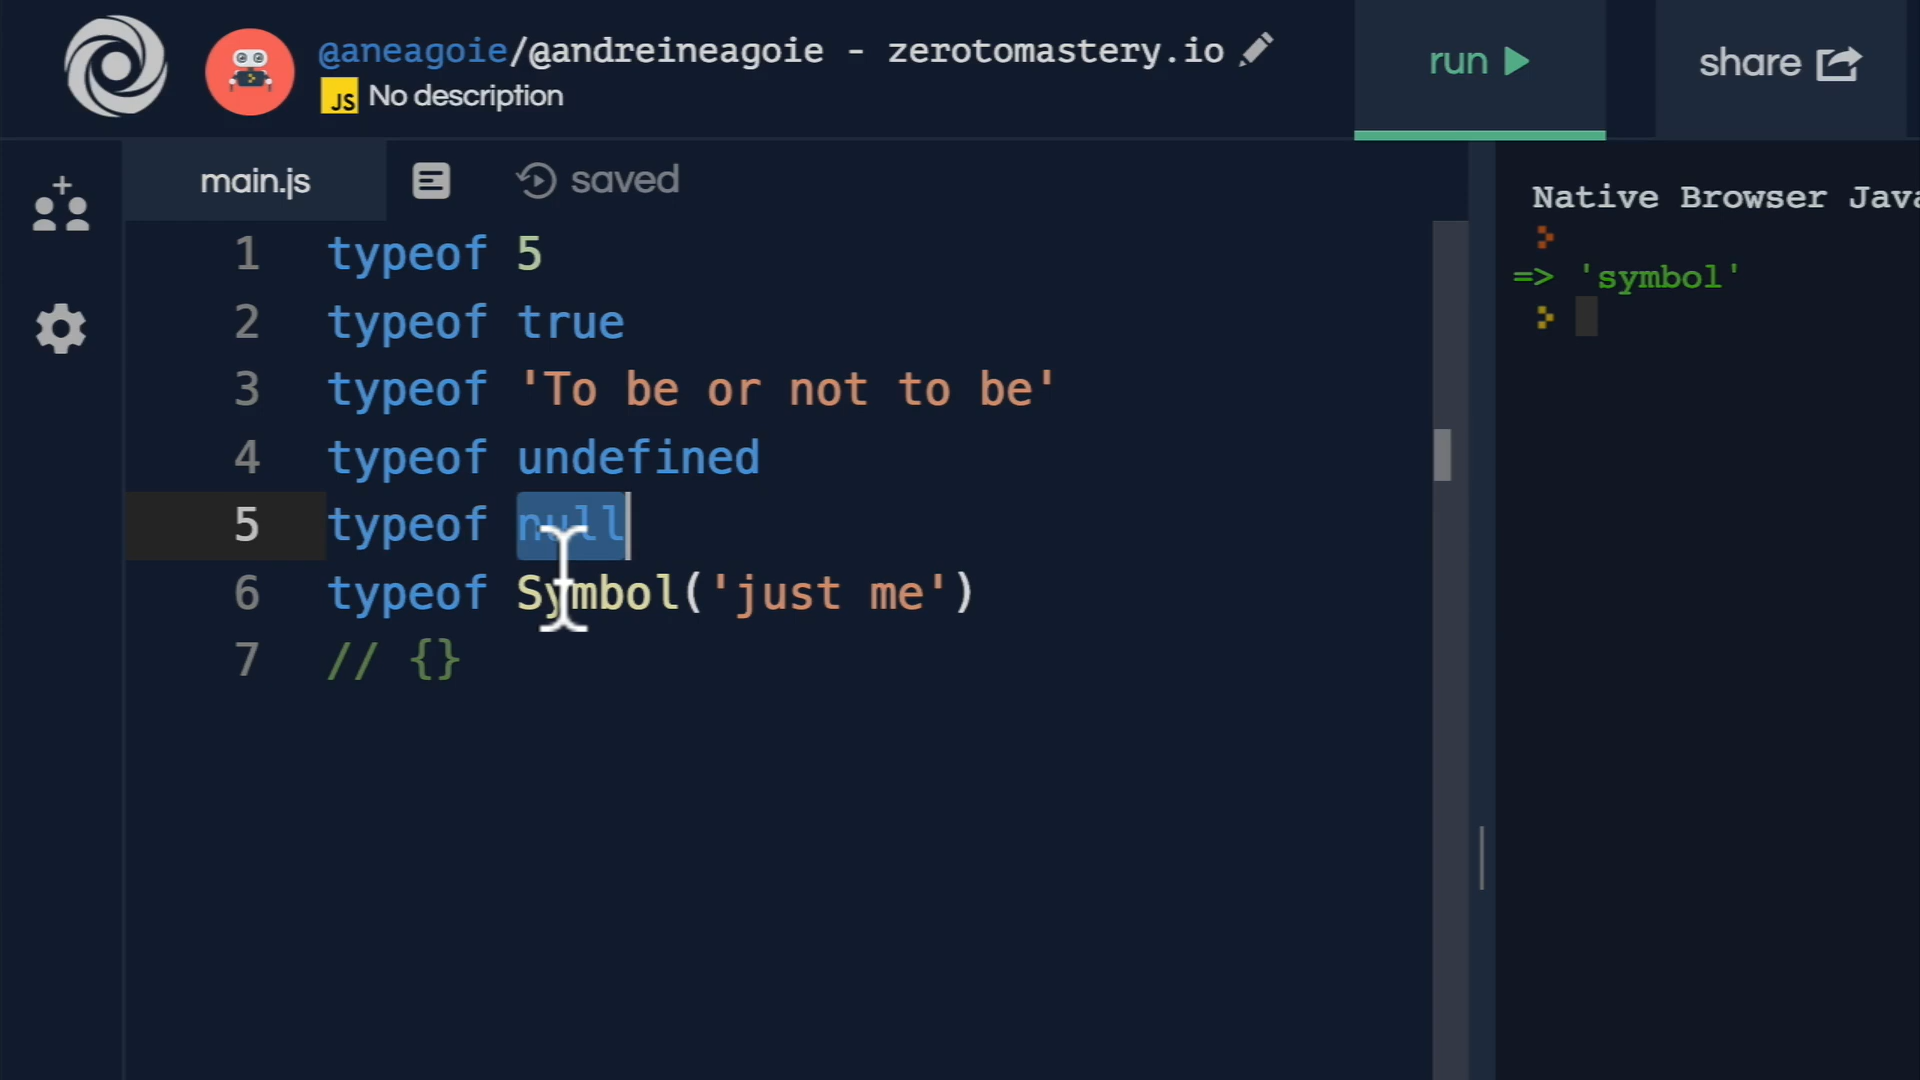 @aneagoie/@andreineagoie - zerotomastery.io
run
share
JS No description
main.js
saved
Native Browser Java
=> 'symbol'
1 typeof 5
2 typeof true
3 typeof 'To be or not to be'
4 typeof undefined
5 typeof null
6 typeof Symbol('just me')
7 // {}